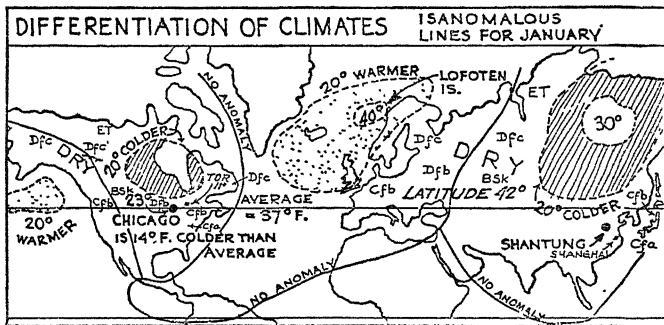 DIFFERENTIATION OF CLIMATES
ISANOMALOUS
LINES FOR JANUARY
NO ANOMALY
20° WARMER
LOFOTEN
IS.
ET
40°
30°
ET
Dfc
Dfc
DRY
20° COLDER
Dfc
Dfc
Dfc
Dfc
TOR
Dfc
Dfb
DRY
BSK
BSK
23°
Cfb
Dfb
Cfb
Cfb
LATITUDE 42°
Cfb
AVERAGE
= 37° F.
20° COLDER
20°
WARMER
CHICAGO
Cfa
IS 14° F. COLDER THAN
AVERAGE
SHANTUNG
SHANGHAI
Cfa
NO ANOMALY
NO ANOMALY